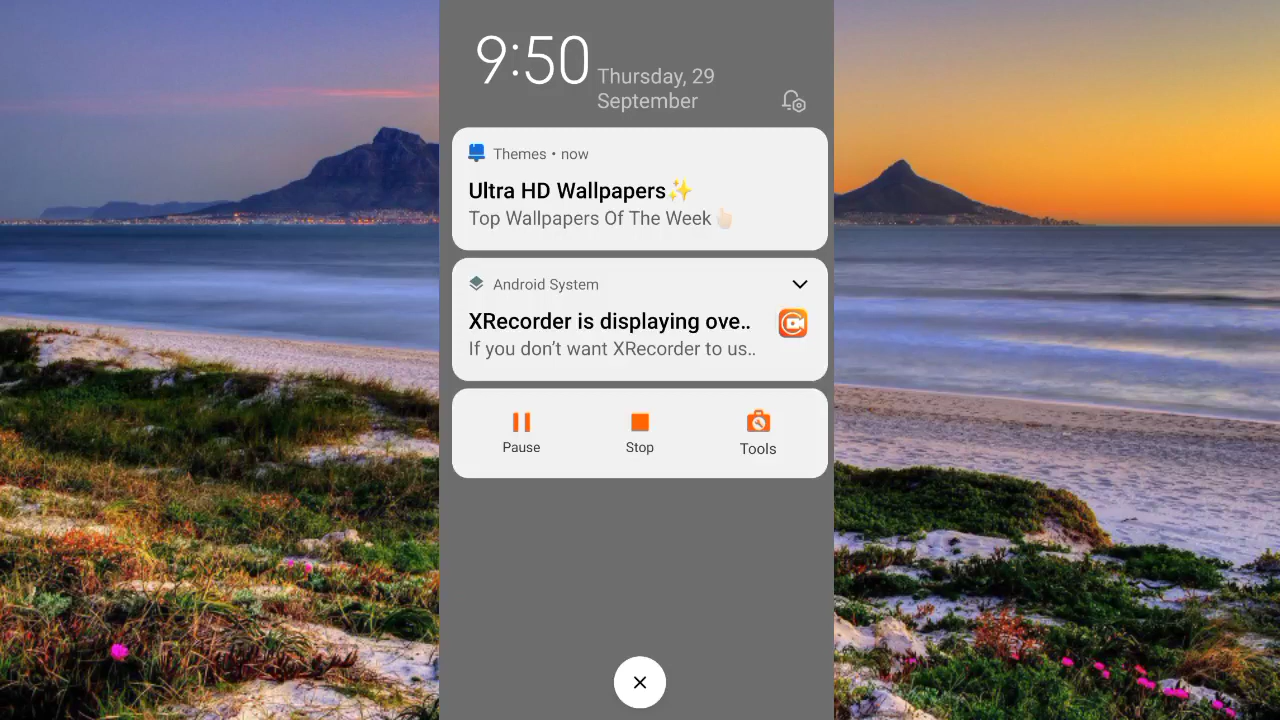 9:50
Thursday, 29
September
Themes • now
Ultra HD Wallpapers✨
Top Wallpapers Of The Week👆🏻
Android System
XRecorder is displaying ove..
If you don't want XRecorder to us..
Pause
Stop
Tools